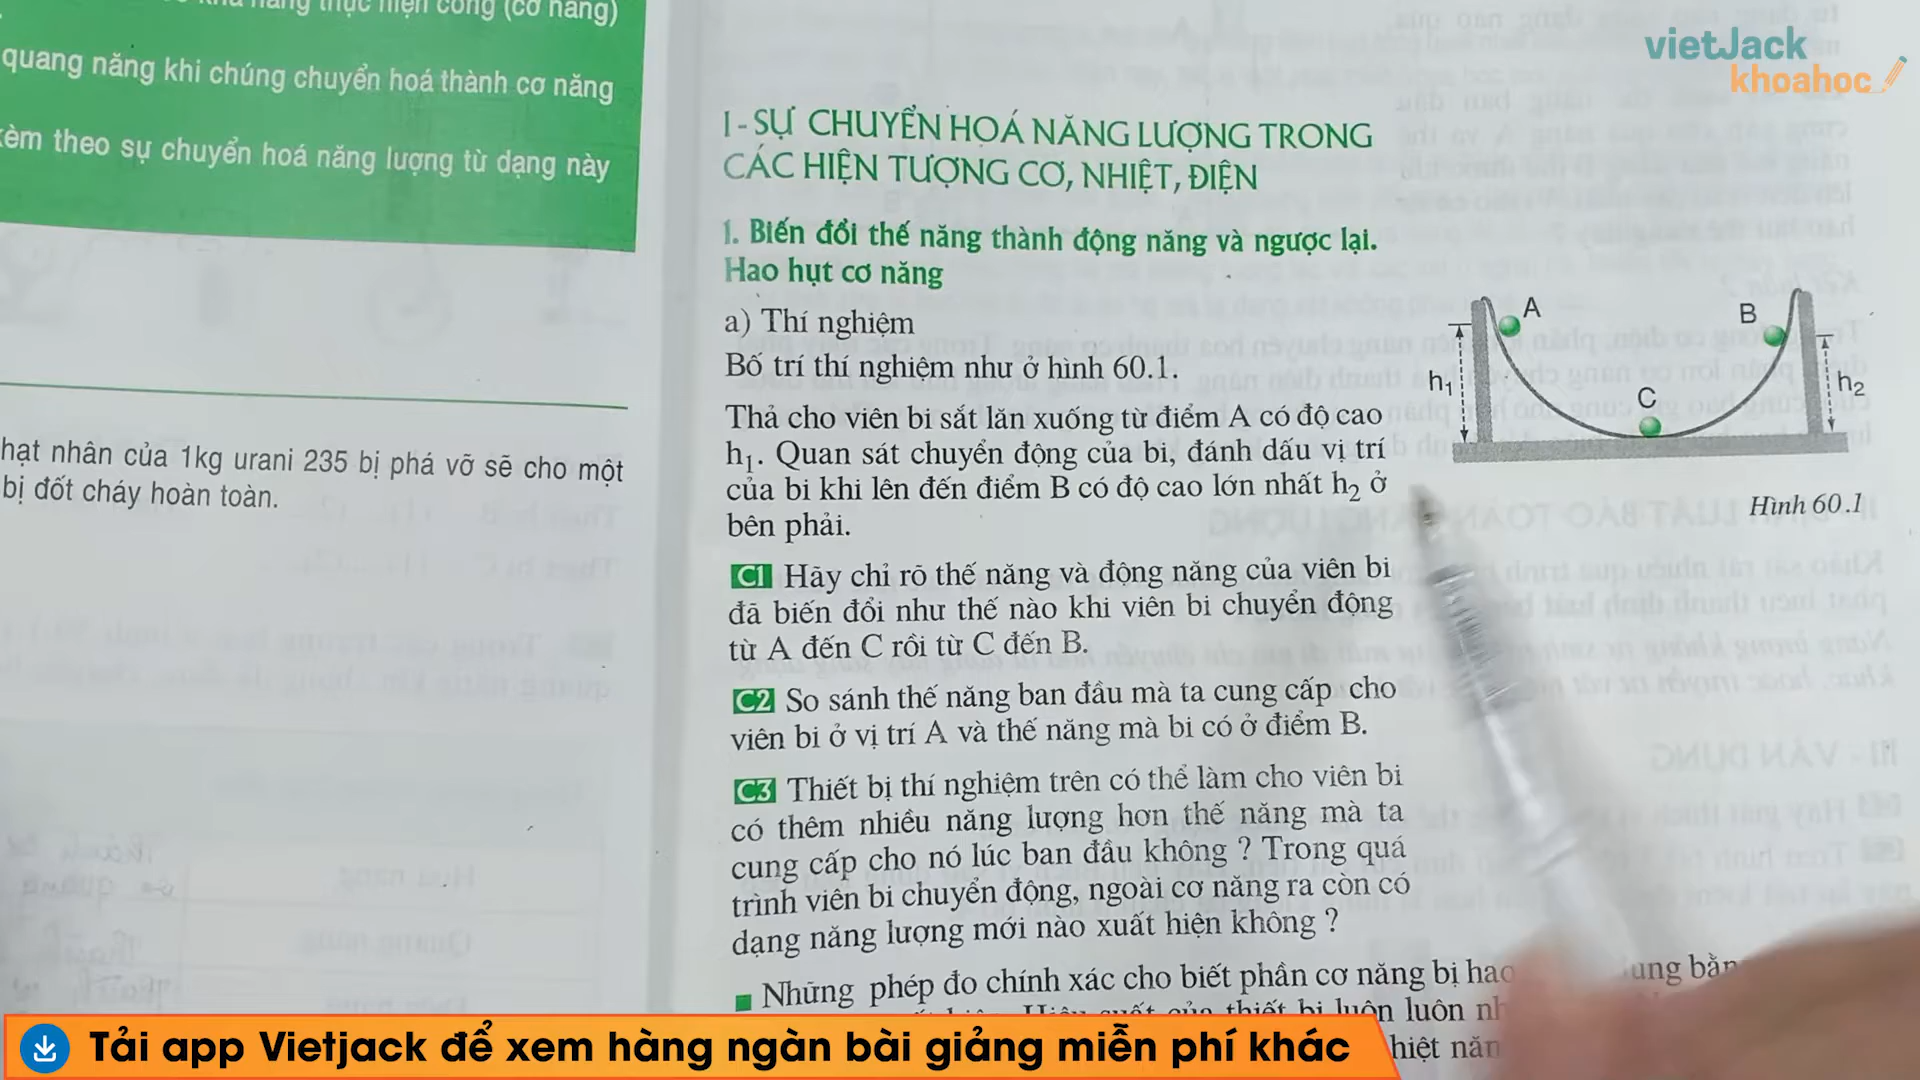 năng thực hiện công (cơ năng)
quang năng khi chúng chuyển hoá thành cơ năng
kèm theo sự chuyển hoá năng lượng từ dạng này
hạt nhân của 1kg urani 235 bị phá vỡ sẽ cho một
bị đốt cháy hoàn toàn.
vietJack
khoahoc
I - SỰ CHUYỂN HOÁ NĂNG LƯỢNG TRONG
CÁC HIỆN TƯỢNG CƠ, NHIỆT, ĐIỆN
1. Biến đổi thế năng thành động năng và ngược lại.
Hao hụt cơ năng
a) Thí nghiệm
Bố trí thí nghiệm như ở hình 60.1.
Thả cho viên bi sắt lăn xuống từ điểm A có độ cao
h₁. Quan sát chuyển động của bi, đánh dấu vị trí
của bi khi lên đến điểm B có độ cao lớn nhất h₂ ở
bên phải.
A
B
h₁
C
h₂
Hình 60.1
C1 Hãy chỉ rõ thế năng và động năng của viên bi
đã biến đổi như thế nào khi viên bi chuyển động
từ A đến C rồi từ C đến B.
C2 So sánh thế năng ban đầu mà ta cung cấp cho
viên bi ở vị trí A và thế năng mà bi có ở điểm B.
C3 Thiết bị thí nghiệm trên có thể làm cho viên bi
có thêm nhiều năng lượng hơn thế năng mà ta
cung cấp cho nó lúc ban đầu không ? Trong quá
trình viên bi chuyển động, ngoài cơ năng ra còn có
dạng năng lượng mới nào xuất hiện không ?
Những phép đo chính xác cho biết phần cơ năng bị hao
thiết bị luôn luôn
Tải app Vietjack để xem hàng ngàn bài giảng miễn phí khác